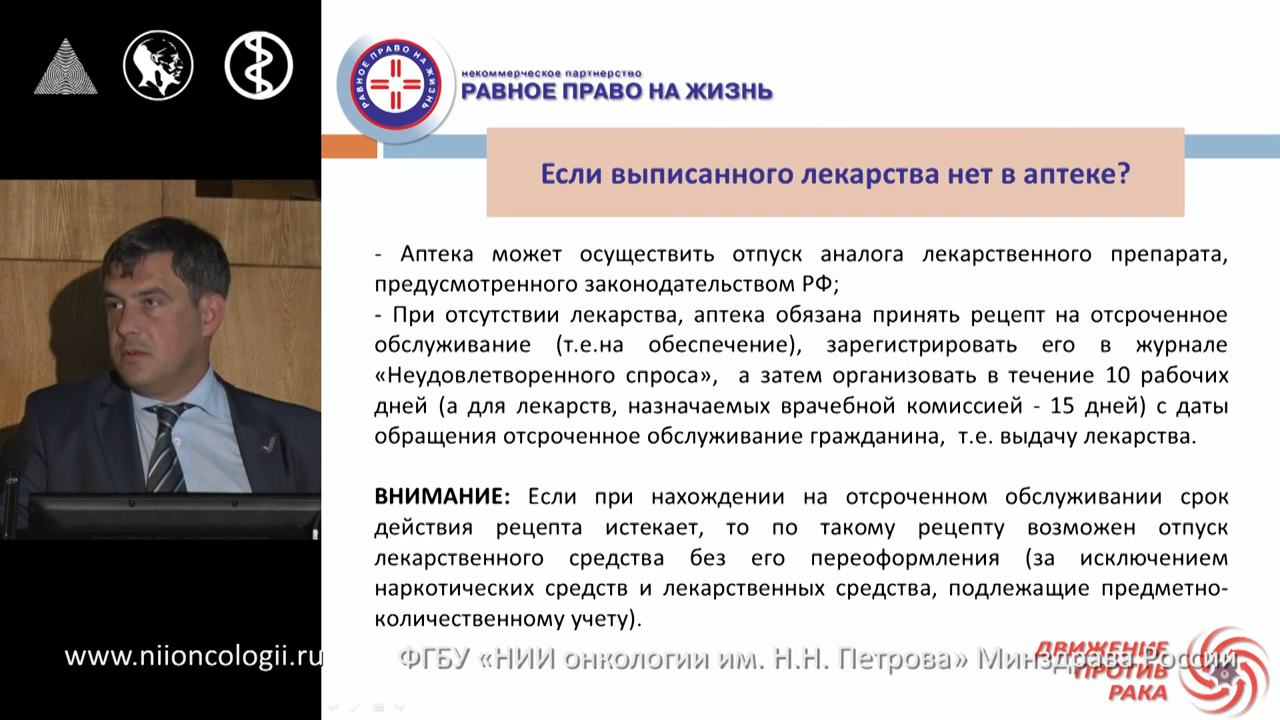 РАВНОЕ ПРАВО НА ЖИЗНЬ
некоммерческое партнерство
РАВНОЕ ПРАВО НА ЖИЗНЬ
Если выписанного лекарства нет в аптеке?
- Аптека может осуществить отпуск аналога лекарственного препарата,
предусмотренного законодательством РФ;
- При отсутствии лекарства, аптека обязана принять рецепт на отсроченное
обслуживание (т.е.на обеспечение), зарегистрировать его в журнале
«Неудовлетворенного спроса», а затем организовать в течение 10 рабочих
дней (а для лекарств, назначаемых врачебной комиссией - 15 дней) с даты
обращения отсроченное обслуживание гражданина, т.е. выдачу лекарства.
ВНИМАНИЕ: Если при нахождении на отсроченном обслуживании срок
действия рецепта истекает, то по такому рецепту возможен отпуск
лекарственного средства без его переоформления (за исключением
наркотических средств и лекарственных средства, подлежащие предметно-
количественному учету).
www.niioncologii.ru
ФГБУ «НИИ онкологии им. Н.Н. Петрова» Минздрава России
ДВИЖЕНИЕ
ПРОТИВ
РАКА